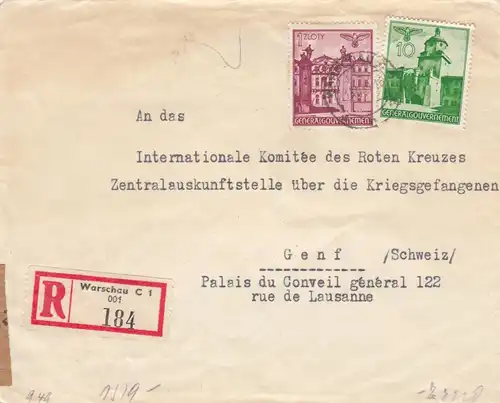 1 ZLOTY
GENERALGOUVERNEMENT
10
GENERALGOUVERNEMENT
An das
Internationale Komitée des Roten Kreuzes
Zentralauskunftstelle über die Kriegsgefangenen
Genf /Schweiz/
Palais du Conveil général 122
rue de Lausanne
R
Warschau C 1
001
184